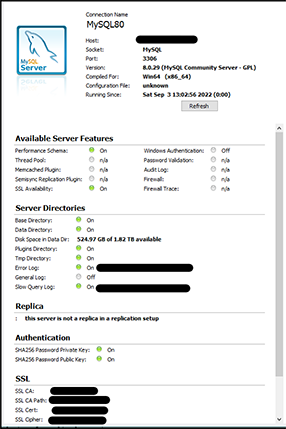 Connection Name
MySQL80
MySQL
Server
Host:
Socket: MySQL
Port: 3306
Version: 8.0.29 (MySQL Community Server - GPL)
Compiled For: Win64 (x86_64)
Configuration File: unknown
Running Since: Sat Sep 3 13:02:56 2022 (0:00)
Refresh
Available Server Features
Performance Schema: On Windows Authentication: Off
Thread Pool: n/a Password Validation: n/a
Memcached Plugin: n/a Audit Log: n/a
Semisync Replication Plugin: n/a Firewall: n/a
SSL Availability: On Firewall Trace: n/a
Server Directories
Base Directory: On
Data Directory: On
Disk Space in Data Dir: 524.97 GB of 1.82 TB available
Plugins Directory: On
Tmp Directory: On
Error Log: On
General Log: Off
Slow Query Log: On
Replica
: this server is not a replica in a replication setup
Authentication
SHA256 Password Private Key: On
SHA256 Password Public Key: On
SSL
SSL CA:
SSL CA Path:
SSL Cert:
SSL Cipher: